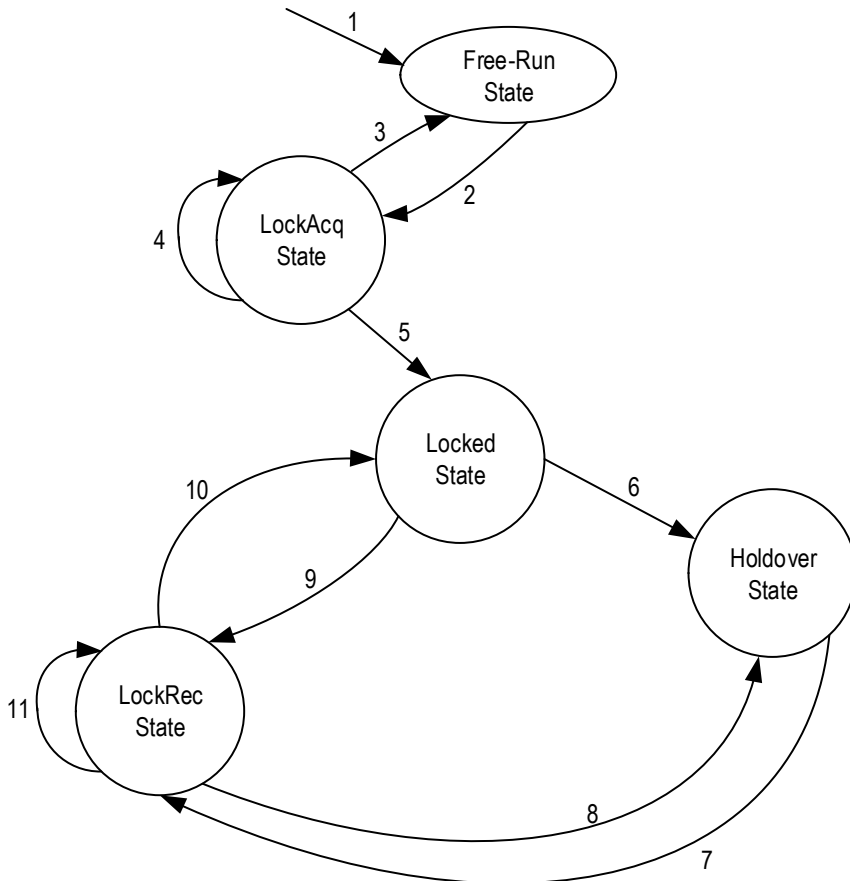 1
Free-Run
State
3
2
LockAcq
State
4
5
Locked
State
10
6
Holdover
State
9
LockRec
State
11
8
7